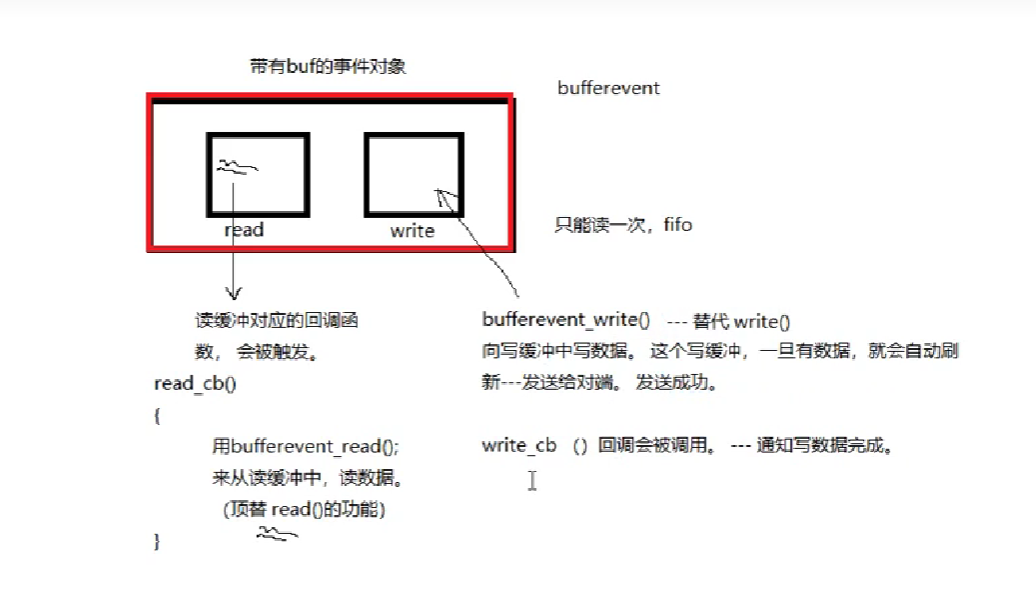 带有buf的事件对象
bufferevent
read
write
只能读一次，fifo
读缓冲对应的回调函
数， 会被触发。
read_cb()
{
用bufferevent_read();
来从读缓冲中，读数据。
（顶替 read()的功能）
}
bufferevent_write() --- 替代 write()
向写缓冲中写数据。 这个写缓冲，一旦有数据，就会自动刷
新---发送给对端。 发送成功。
write_cb （）回调会被调用。 --- 通知写数据完成。